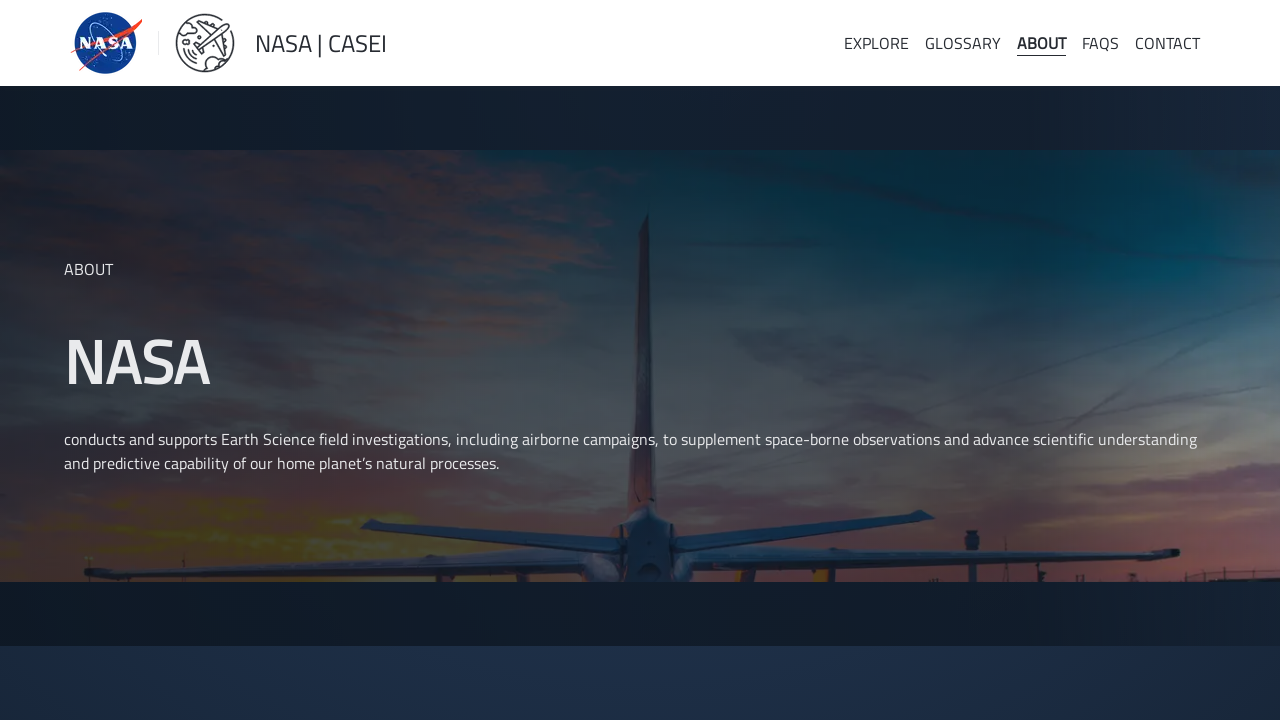 NASA
NASA | CASEI
EXPLORE
GLOSSARY
ABOUT
FAQS
CONTACT
ABOUT
NASA
conducts and supports Earth Science field investigations, including airborne campaigns, to supplement space-borne observations and advance scientific understanding
and predictive capability of our home planet’s natural processes.